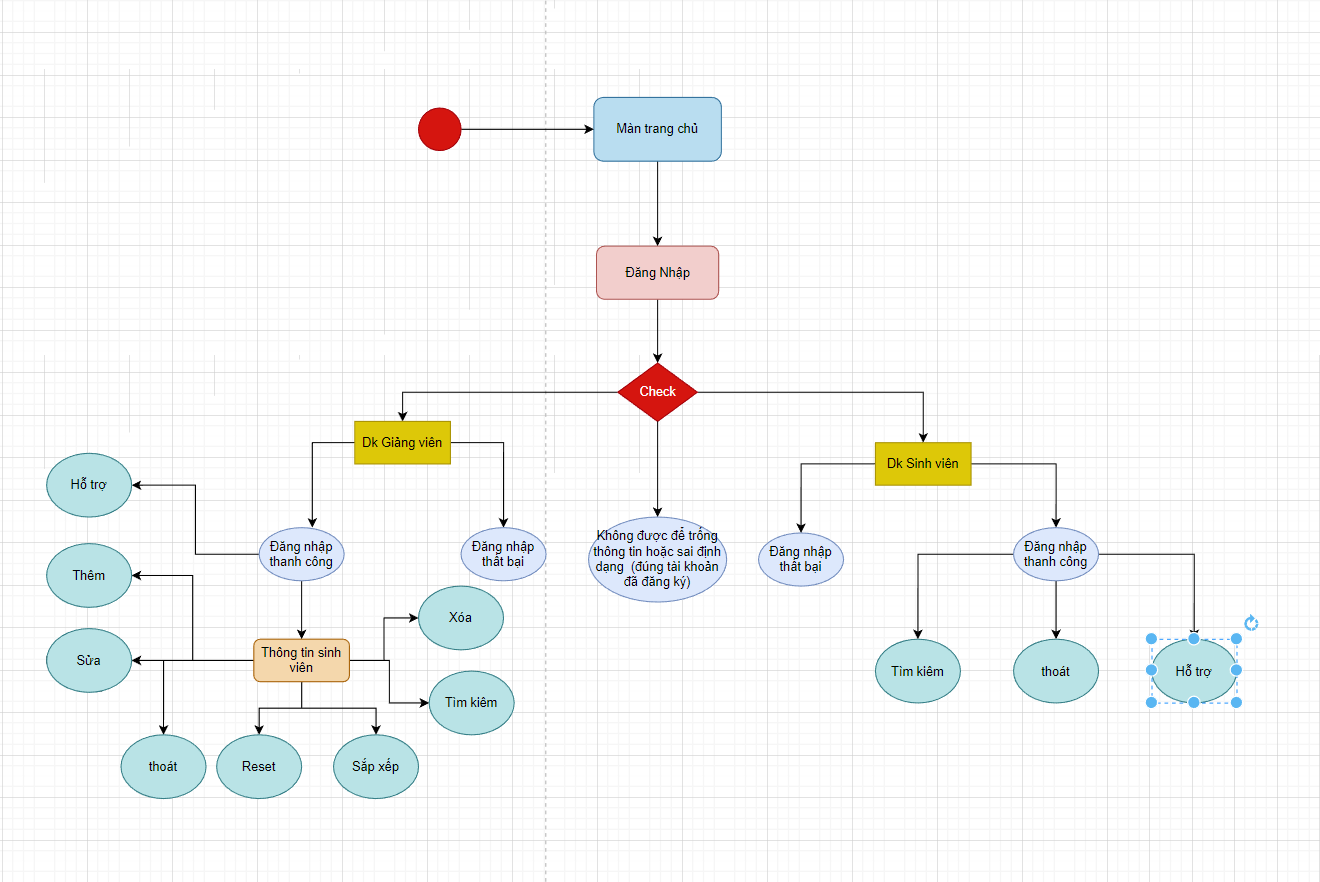 Màn trang chủ
Đăng Nhập
Check
Dk Giảng viên
Dk Sinh viên
Hỗ trợ
Đăng nhập
thanh công
Đăng nhập
thất bại
Không được để trống
thông tin hoặc sai định
dạng (đúng tài khoản
đã đăng ký)
Đăng nhập
thất bại
Đăng nhập
thanh công
Thêm
Xóa
Sửa
Thông tin sinh
viên
Tìm kiêm
Tìm kiêm
thoát
Hỗ trợ
thoát
Reset
Sắp xếp